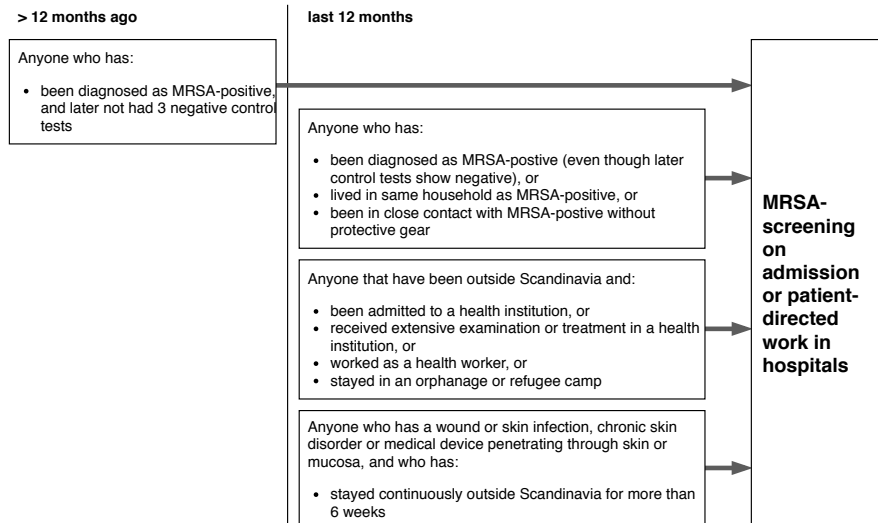 > 12 months ago
last 12 months
Anyone who has:
• been diagnosed as MRSA-positive,
and later not had 3 negative control
tests
Anyone who has:
• been diagnosed as MRSA-postive (even though later
control tests show negative), or
• lived in same household as MRSA-positive, or
• been in close contact with MRSA-postive without
protective gear
Anyone that have been outside Scandinavia and:
• been admitted to a health institution, or
• received extensive examination or treatment in a health
institution, or
• worked as a health worker, or
• stayed in an orphanage or refugee camp
Anyone who has a wound or skin infection, chronic skin
disorder or medical device penetrating through skin or
mucosa, and who has:
• stayed continuously outside Scandinavia for more than
6 weeks
MRSA-
screening
on
admission
or patient-
directed
work in
hospitals